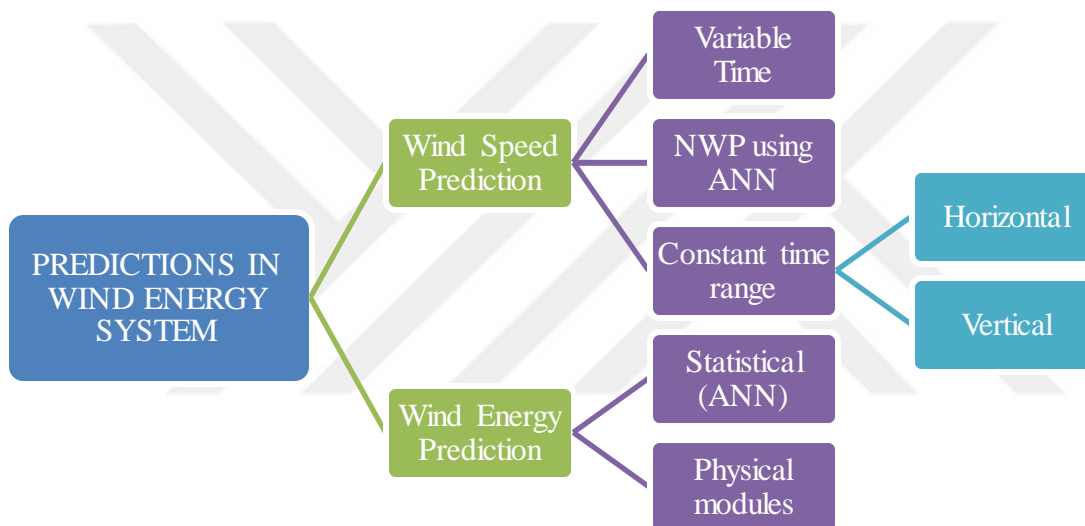 PREDICTIONS IN
WIND ENERGY
SYSTEM
Wind Speed
Prediction
Variable
Time
NWP using
ANN
Constant time
range
Horizontal
Vertical
Wind Energy
Prediction
Statistical
(ANN)
Physical
modules